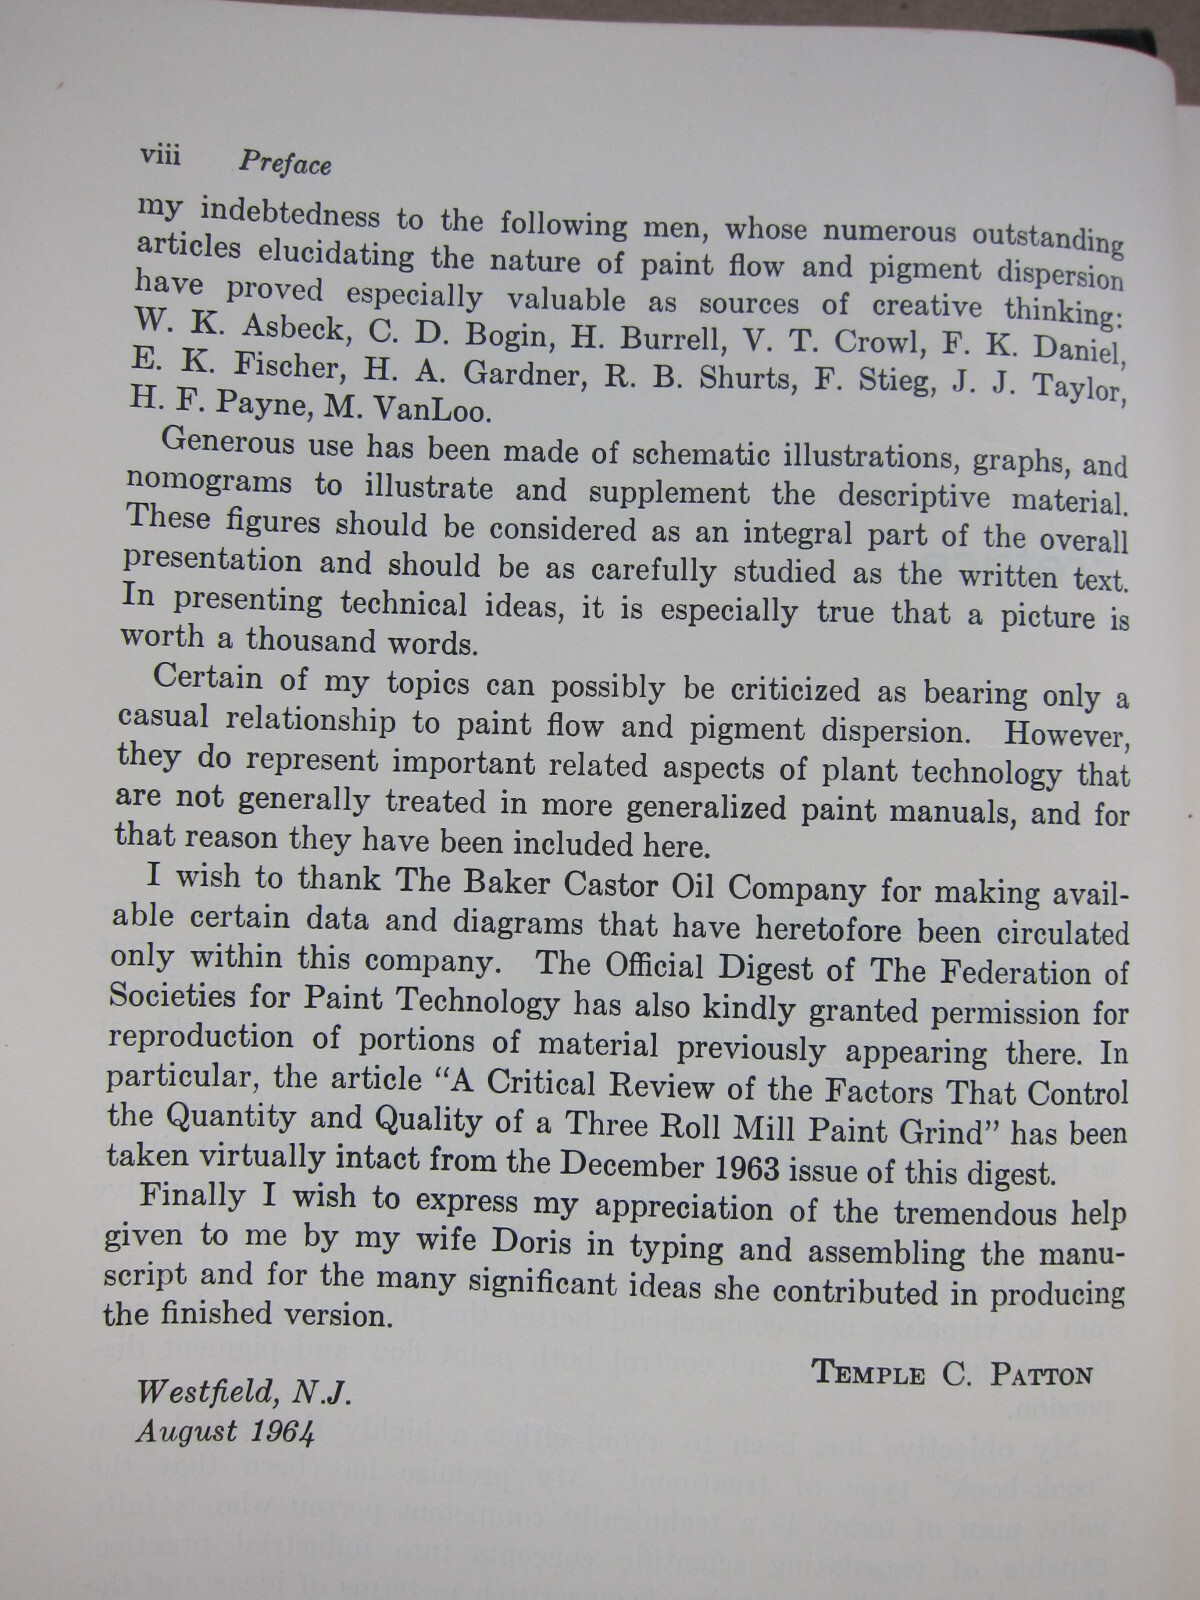 viii Preface
my indebtedness to the following men, whose numerous outstanding
articles elucidating the nature of paint flow and pigment dispersion
have proved especially valuable as sources of creative thinking:
W. K. Asbeck, C. D. Bogin, H. Burrell, V. T. Crowl, F. K. Daniel,
E. K. Fischer, H. A. Gardner, R. B. Shurts, F. Stieg, J. J. Taylor,
H. F. Payne, M. VanLoo.
Generous use has been made of schematic illustrations, graphs, and
nomograms to illustrate and supplement the descriptive material.
These figures should be considered as an integral part of the overall
presentation and should be as carefully studied as the written text.
In presenting technical ideas, it is especially true that a picture is
worth a thousand words.
Certain of my topics can possibly be criticized as bearing only a
casual relationship to paint flow and pigment dispersion. However,
they do represent important related aspects of plant technology that
are not generally treated in more generalized paint manuals, and for
that reason they have been included here.
I wish to thank The Baker Castor Oil Company for making avail-
able certain data and diagrams that have heretofore been circulated
only within this company. The Official Digest of The Federation of
Societies for Paint Technology has also kindly granted permission for
reproduction of portions of material previously appearing there. In
particular, the article “A Critical Review of the Factors That Control
the Quantity and Quality of a Three Roll Mill Paint Grind” has been
taken virtually intact from the December 1963 issue of this digest.
Finally I wish to express my appreciation of the tremendous help
given to me by my wife Doris in typing and assembling the manu-
script and for the many significant ideas she contributed in producing
the finished version.
TEMPLE C. PATTON
Westfield, N.J.
August 1964